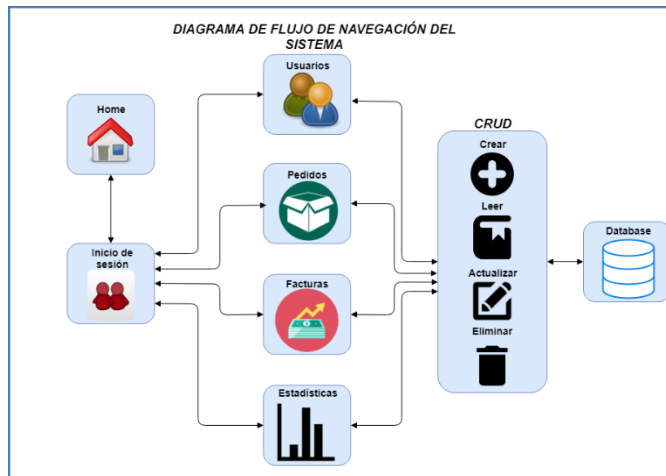 DIAGRAMA DE FLUJO DE NAVEGACIÓN DEL
SISTEMA
Usuarios
Home
CRUD
Crear
Pedidos
Leer
Inicio de
sesión
Database
Facturas
Actualizar
Eliminar
Estadísticas